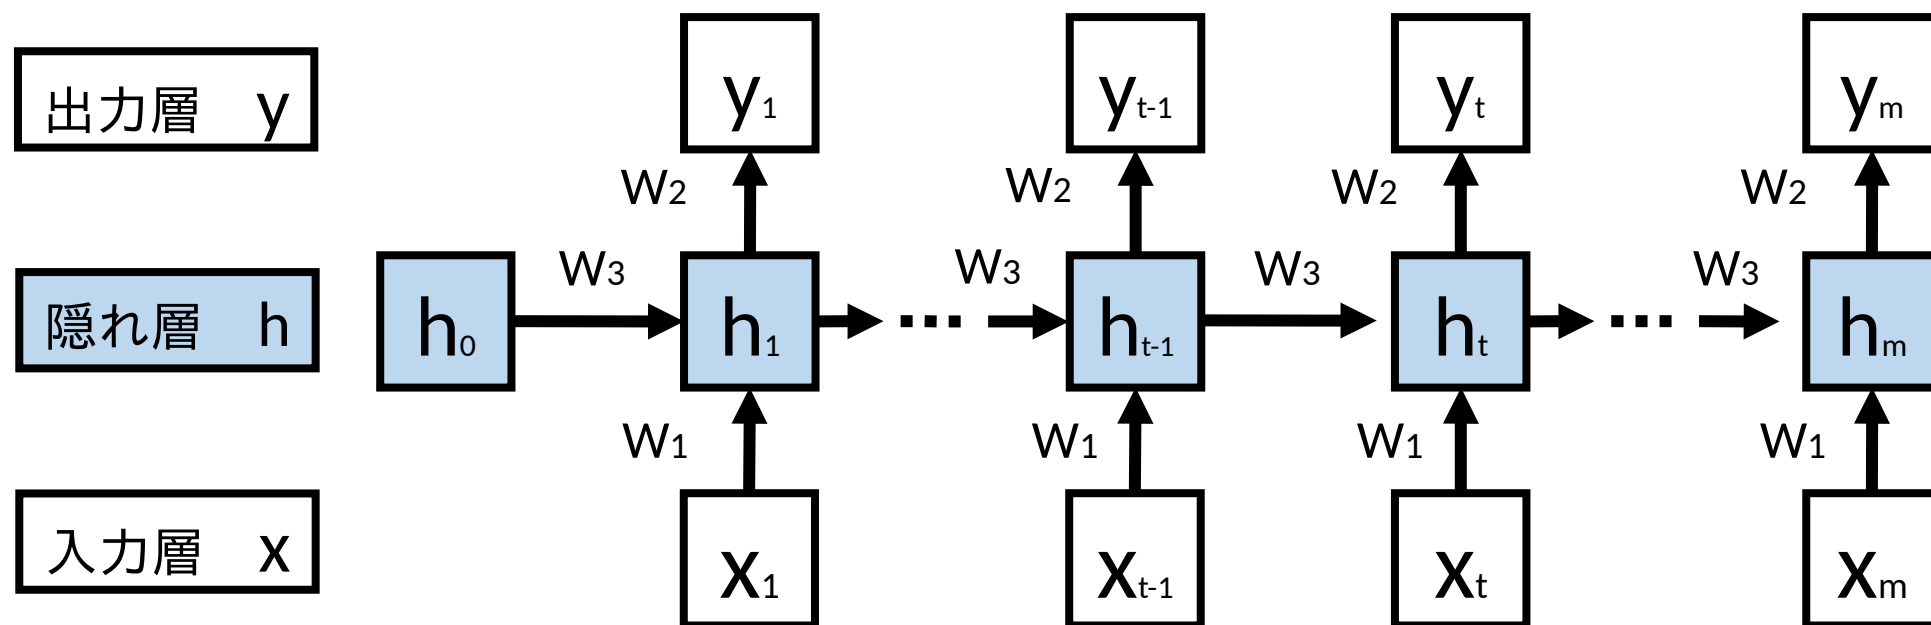 出力層 y
y1
yt-1
yt
ym
W2
W2
W2
W2
隠れ層 h
h0
W3
h1
W3
ht-1
W3
ht
W3
hm
W1
W1
W1
W1
入力層 x
x1
xt-1
xt
xm